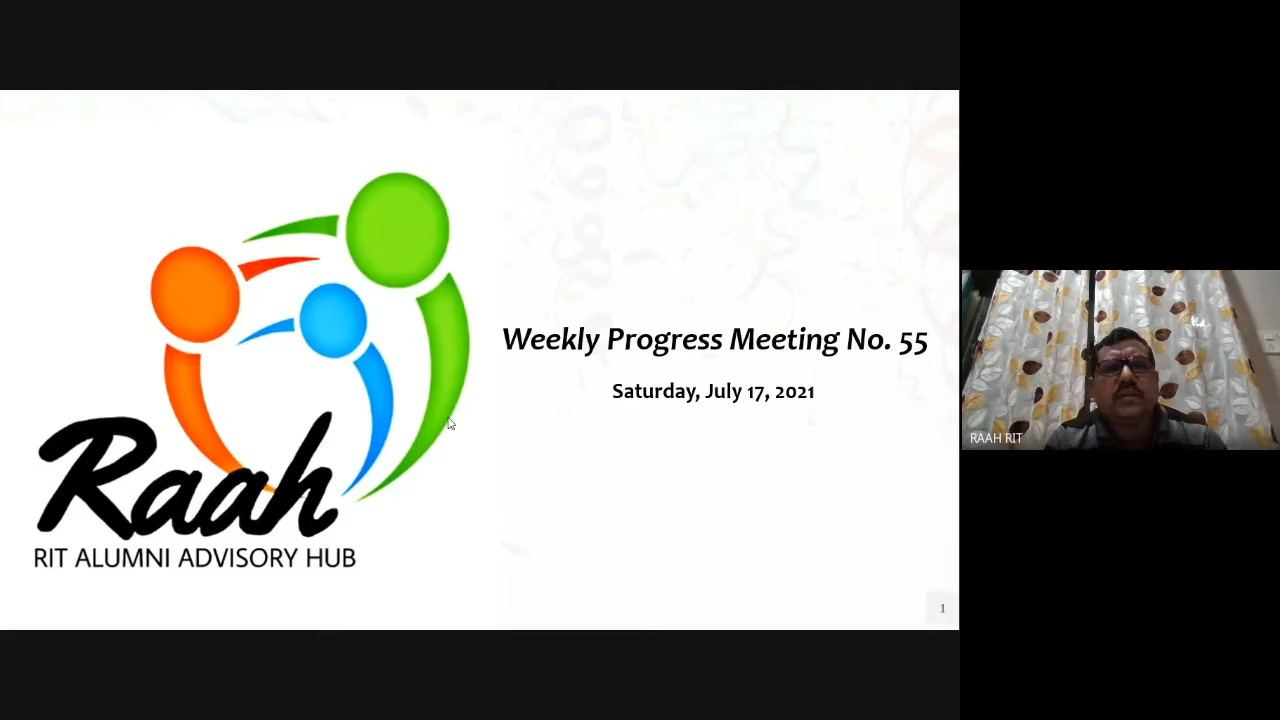 Weekly Progress Meeting No. 55
Saturday, July 17, 2021
Raah
RIT ALUMNI ADVISORY HUB
RAAH RIT
1